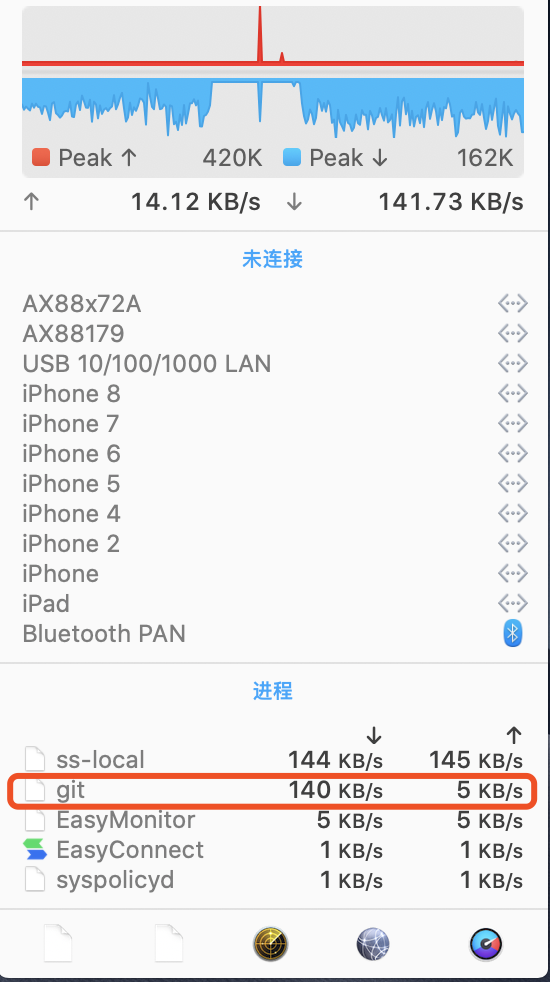 Peak ↑ 420K Peak ↓ 162K
↑ 14.12 KB/s ↓ 141.73 KB/s
未连接
AX88x72A
AX88179
USB 10/100/1000 LAN
iPhone 8
iPhone 7
iPhone 6
iPhone 5
iPhone 4
iPhone 2
iPhone
iPad
Bluetooth PAN
进程
↓ ↑
ss-local 144 KB/s 145 KB/s
git 140 KB/s 5 KB/s
EasyMonitor 5 KB/s 5 KB/s
EasyConnect 1 KB/s 1 KB/s
syspolicyd 1 KB/s 1 KB/s